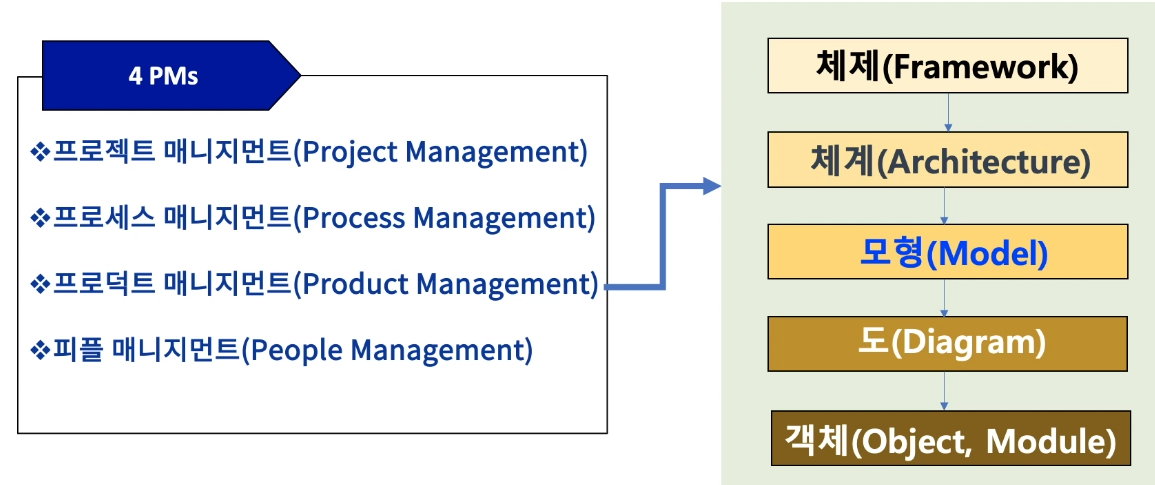 4 PMs
❖프로젝트 매니지먼트(Project Management)
❖프로세스 매니지먼트(Process Management)
❖프로덕트 매니지먼트(Product Management)
❖피플 매니지먼트(People Management)
체제(Framework)
체계(Architecture)
모형(Model)
도(Diagram)
객체(Object, Module)